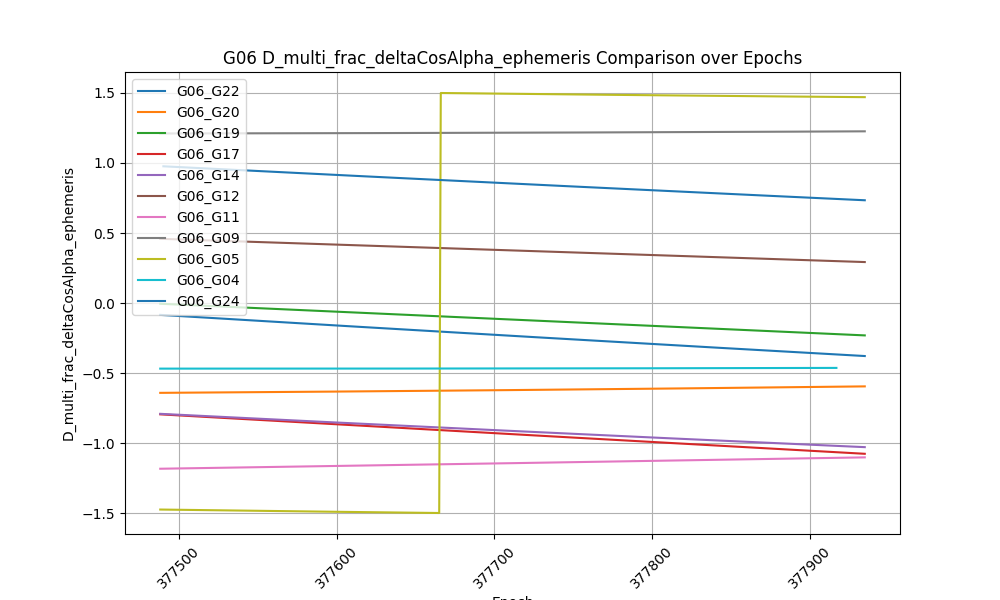 G06 D_multi_frac_deltaCosAlpha_ephemeris Comparison over Epochs
D_multi_frac_deltaCosAlpha_ephemeris
1.5
1.0
0.5
0.0
−0.5
−1.0
−1.5
G06_G22
G06_G20
G06_G19
G06_G17
G06_G14
G06_G12
G06_G11
G06_G09
G06_G05
G06_G04
G06_G24
377500
377600
377700
377800
377900
Epoch